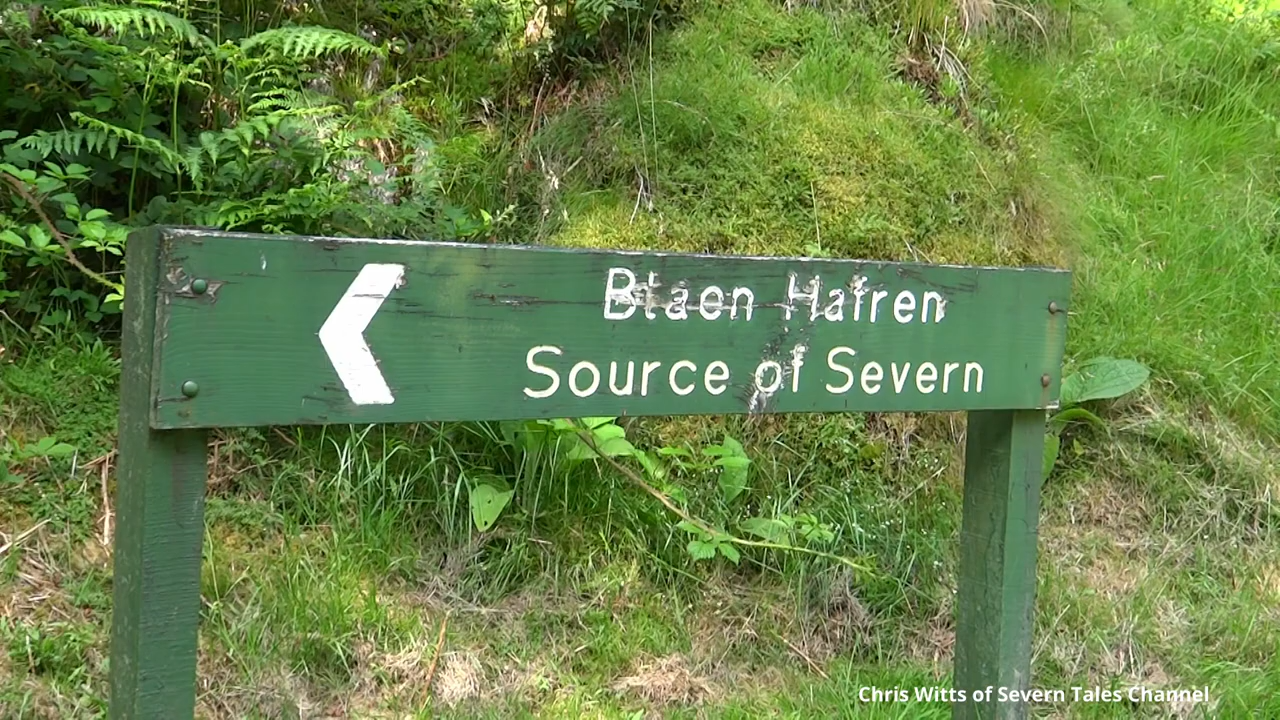 Blaen Hafren
Source of Severn
Chris Witts of Severn Tales Channel